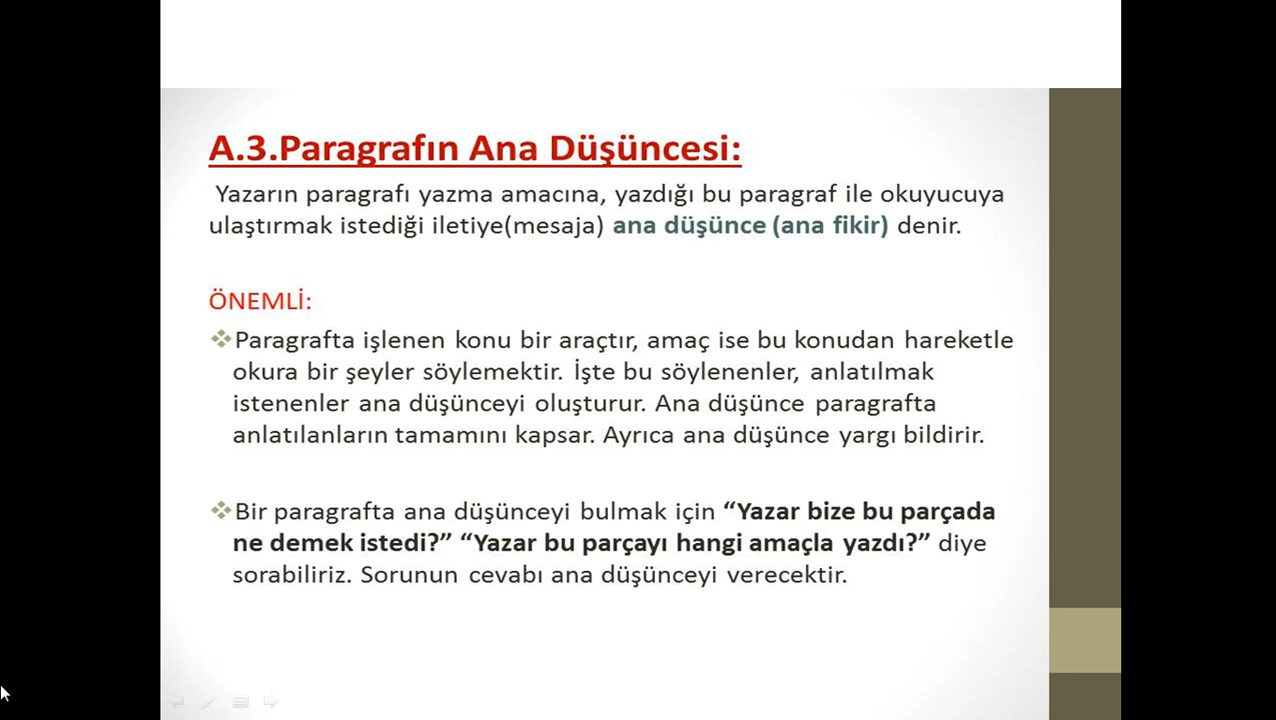 A.3.Paragrafın Ana Düşüncesi:
Yazarın paragrafı yazma amacına, yazdığı bu paragraf ile okuyucuya
ulaştırmak istediği iletiye(mesaja) ana düşünce (ana fikir) denir.
ÖNEMLİ:
Paragrafta işlenen konu bir araçtır, amaç ise bu konudan hareketle
okura bir şeyler söylemektir. İşte bu söylenenler, anlatılmak
istenenler ana düşünceyi oluşturur. Ana düşünce paragrafta
anlatılanların tamamını kapsar. Ayrıca ana düşünce yargı bildirir.
Bir paragrafta ana düşünceyi bulmak için “Yazar bize bu parçada
ne demek istedi?” “Yazar bu parçayı hangi amaçla yazdı?” diye
sorabiliriz. Sorunun cevabı ana düşünceyi verecektir.